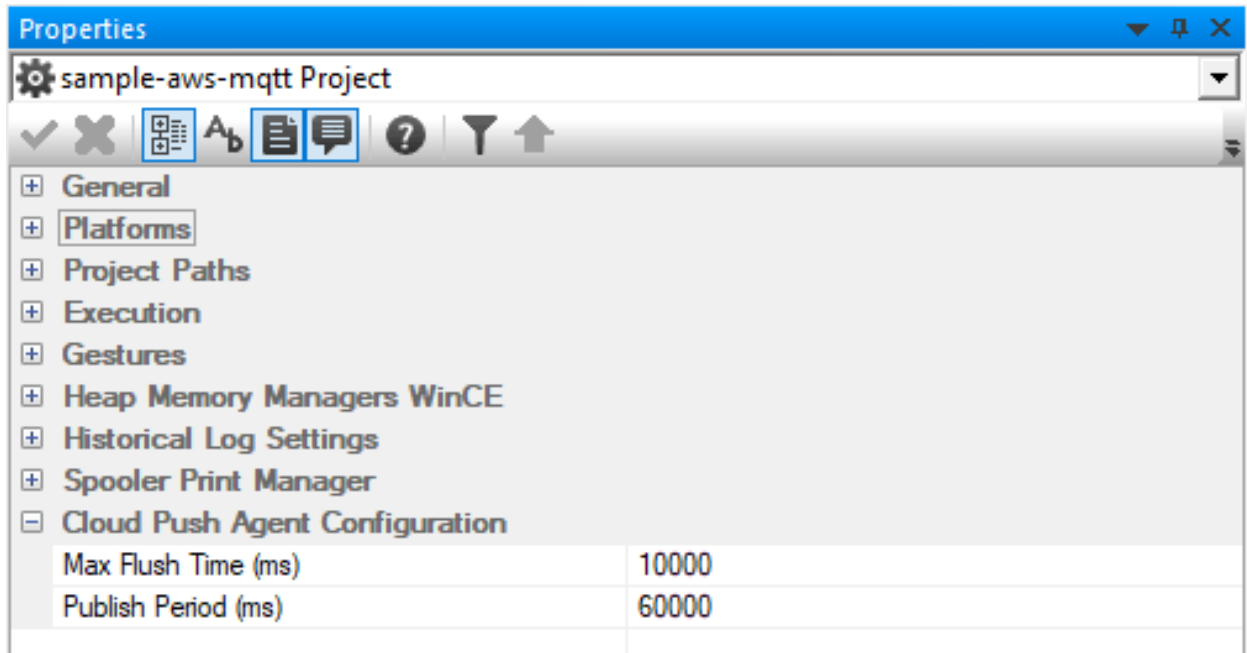 Properties
sample-aws-mqtt Project
General
Platforms
Project Paths
Execution
Gestures
Heap Memory Managers WinCE
Historical Log Settings
Spooler Print Manager
Cloud Push Agent Configuration
Max Flush Time (ms) 10000
Publish Period (ms) 60000